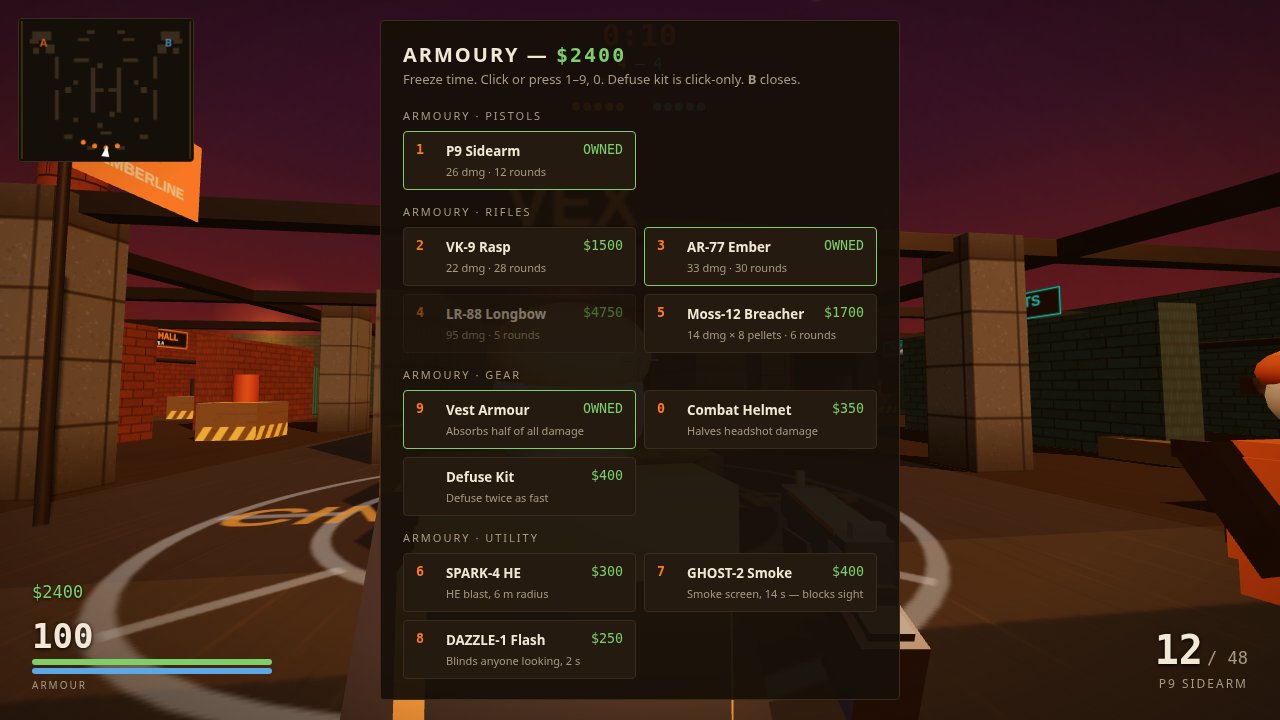 A
B
0:10
ARMOURY — $2400
Freeze time. Click or press 1–9, 0. Defuse kit is click-only. B closes.
ARMOURY · PISTOLS
1 P9 Sidearm OWNED
26 dmg · 12 rounds
VEX
ARMOURY · RIFLES
2 VK-9 Rasp $1500
22 dmg · 28 rounds
3 AR-77 Ember OWNED
33 dmg · 30 rounds
4 LR-88 Longbow $4750
95 dmg · 5 rounds
5 Moss-12 Breacher $1700
14 dmg × 8 pellets · 6 rounds
ARMOURY · GEAR
9 Vest Armour OWNED
Absorbs half of all damage
0 Combat Helmet $350
Halves headshot damage
Defuse Kit $400
Defuse twice as fast
ARMOURY · UTILITY
6 SPARK-4 HE $300
HE blast, 6 m radius
7 GHOST-2 Smoke $400
Smoke screen, 14 s — blocks sight
8 DAZZLE-1 Flash $250
Blinds anyone looking, 2 s
MBERLINE
HALL
TS
CIN
$2400
100
ARMOUR
12 / 48
P9 SIDEARM